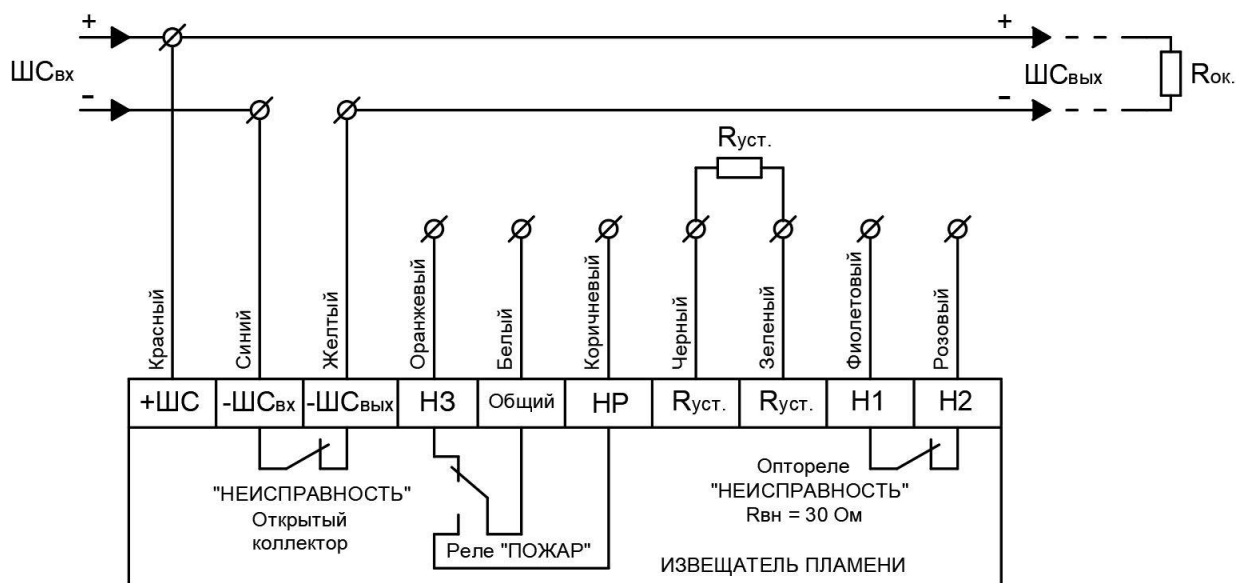 + +
ШСвх ШСвых Rок.
- -
Rуст.
Красный
Синий
Желтый
Оранжевый
Белый
Коричневый
Черный
Зеленый
Фиолетовый
Розовый
+ШС -ШСвх -ШСвых НЗ Общий НР Rуст. Rуст. Н1 Н2
"НЕИСПРАВНОСТЬ"
Открытый
коллектор
Реле "ПОЖАР"
Оптореле
"НЕИСПРАВНОСТЬ"
Rвн = 30 Ом
ИЗВЕЩАТЕЛЬ ПЛАМЕНИ